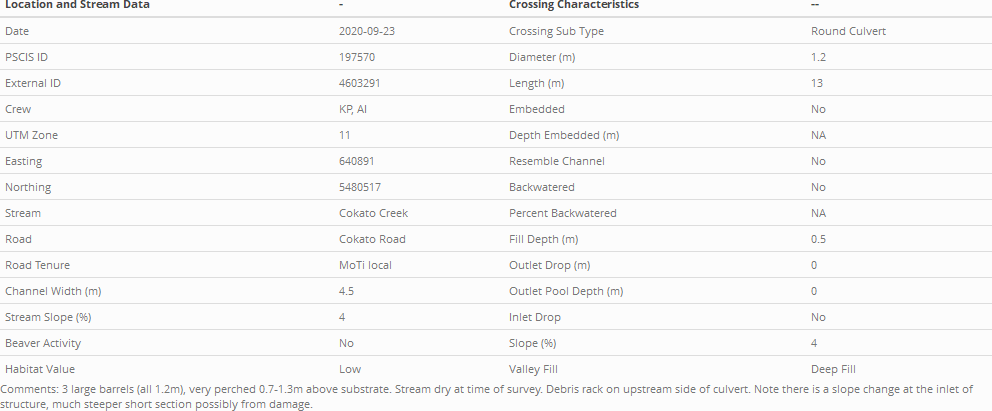 Location and Stream Data - Crossing Characteristics --
Date 2020-09-23 Crossing Sub Type Round Culvert
PSCIS ID 197570 Diameter (m) 1.2
External ID 4603291 Length (m) 13
Crew KP, AI Embedded No
UTM Zone 11 Depth Embedded (m) NA
Easting 640891 Resemble Channel No
Northing 5480517 Backwatered No
Stream Cokato Creek Percent Backwatered NA
Road Cokato Road Fill Depth (m) 0.5
Road Tenure MoTi local Outlet Drop (m) 0
Channel Width (m) 4.5 Outlet Pool Depth (m) 0
Stream Slope (%) 4 Inlet Drop No
Beaver Activity No Slope (%) 4
Habitat Value Low Valley Fill Deep Fill
Comments: 3 large barrels (all 1.2m), very perched 0.7-1.3m above substrate. Stream dry at time of survey. Debris rack on upstream side of culvert. Note there is a slope change at the inlet of
structure, much steeper short section possibly from damage.